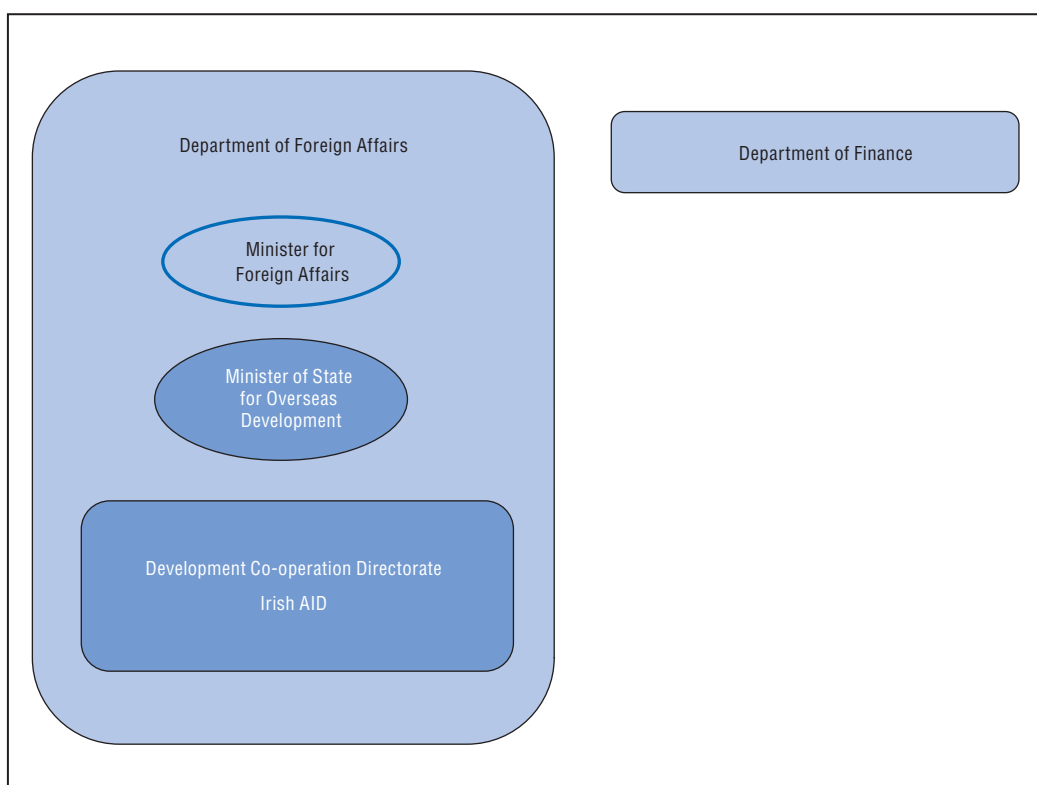 Department of Foreign Affairs
Department of Finance
Minister for
Foreign Affairs
Minister of State
for Overseas
Development
Development Co-operation Directorate
Irish AID